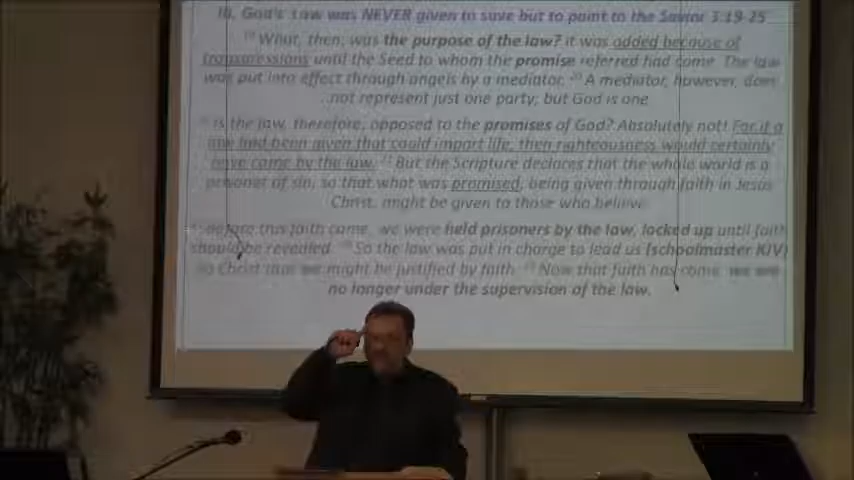 God's Law was NEVER given to save but to point to the Savior 3:19-25
What, then, was the purpose of the law? it was added because of
transgressions until the Seed to whom the promise referred had come. The law
was put into effect through angels by a mediator. 20 A mediator, however, does
not represent just one party; but God is one
Is the law, therefore, opposed to the promises of God? Absolutely not! For if a
law had been given that could impart life, then righteousness would certainly
have come by the law. But the Scripture declares that the whole world is a
prisoner of sin, so that what was promised, being given through faith in Jesus
Christ, might be given to those who believe
Before this faith came, we were held prisoners by the law, locked up until faith
should be revealed. So the law was put in charge to lead us (schoolmaster KJV)
to Christ that we might be justified by faith. Now that faith has come, we are
no longer under the supervision of the law.